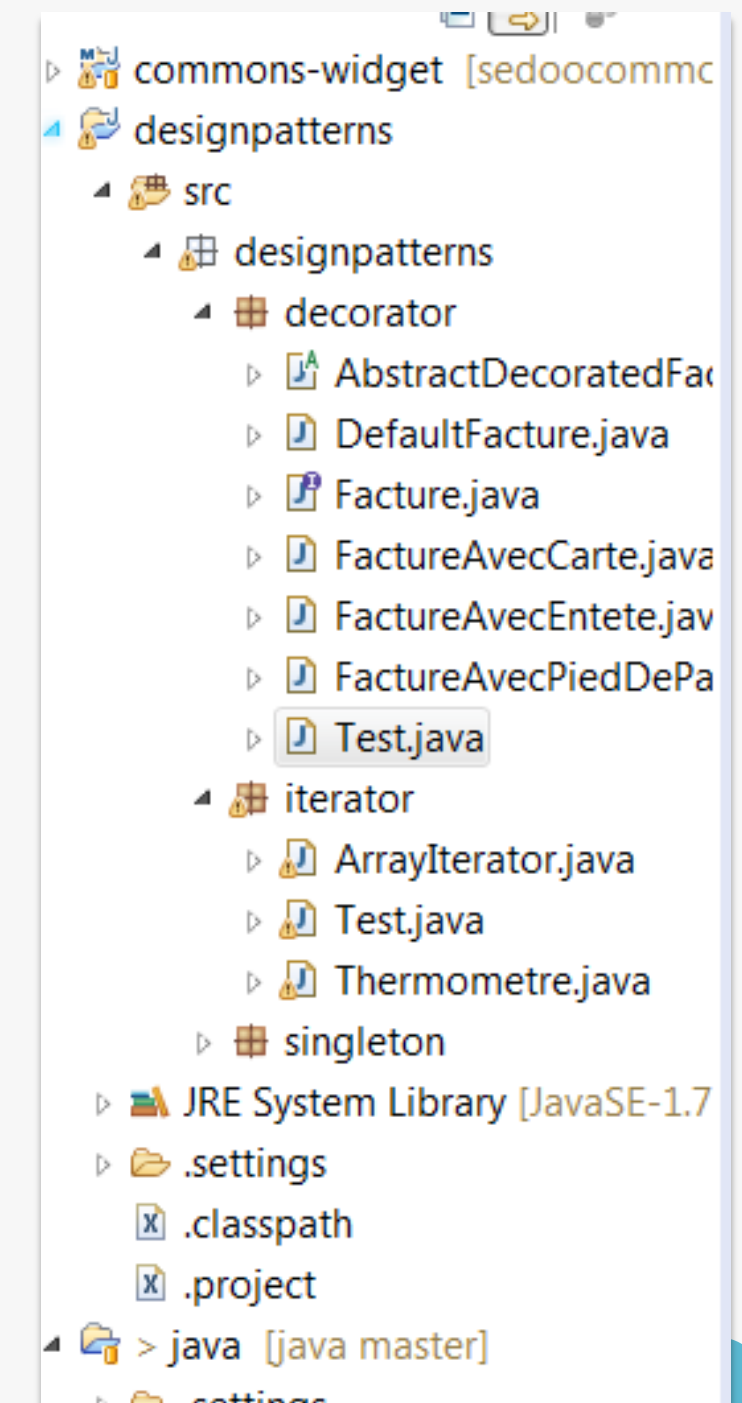 commons-widget [sedoocommc
designpatterns
src
designpatterns
decorator
AbstractDecoratedFac
DefaultFacture.java
Facture.java
FactureAvecCarte.java
FactureAvecEntete.jav
FactureAvecPiedDePa
Test.java
iterator
ArrayIterator.java
Test.java
Thermometre.java
singleton
JRE System Library [JavaSE-1.7
.settings
.classpath
.project
> java [java master]
.settings